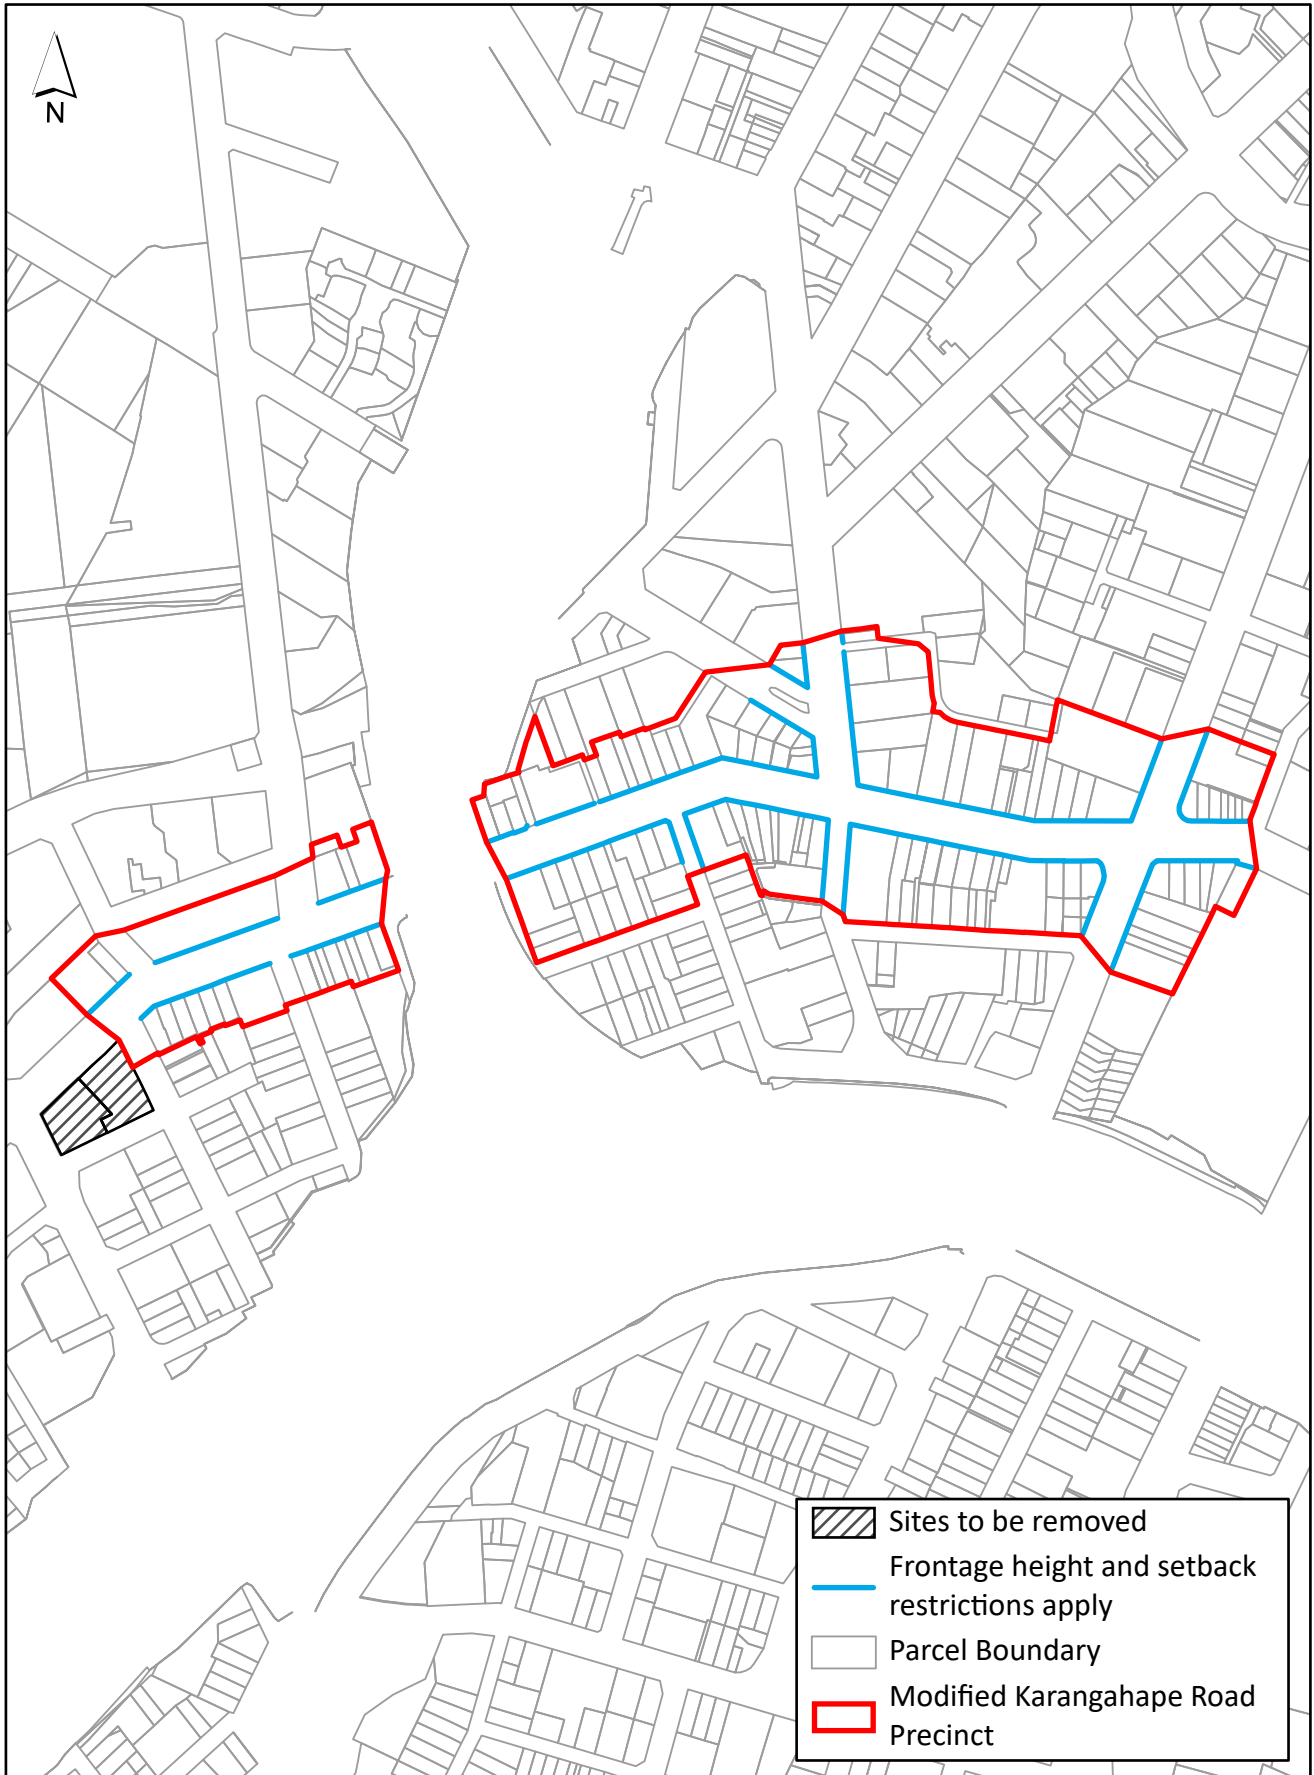 N
Sites to be removed
Frontage height and setback
restrictions apply
Parcel Boundary
Modified Karangahape Road
Precinct